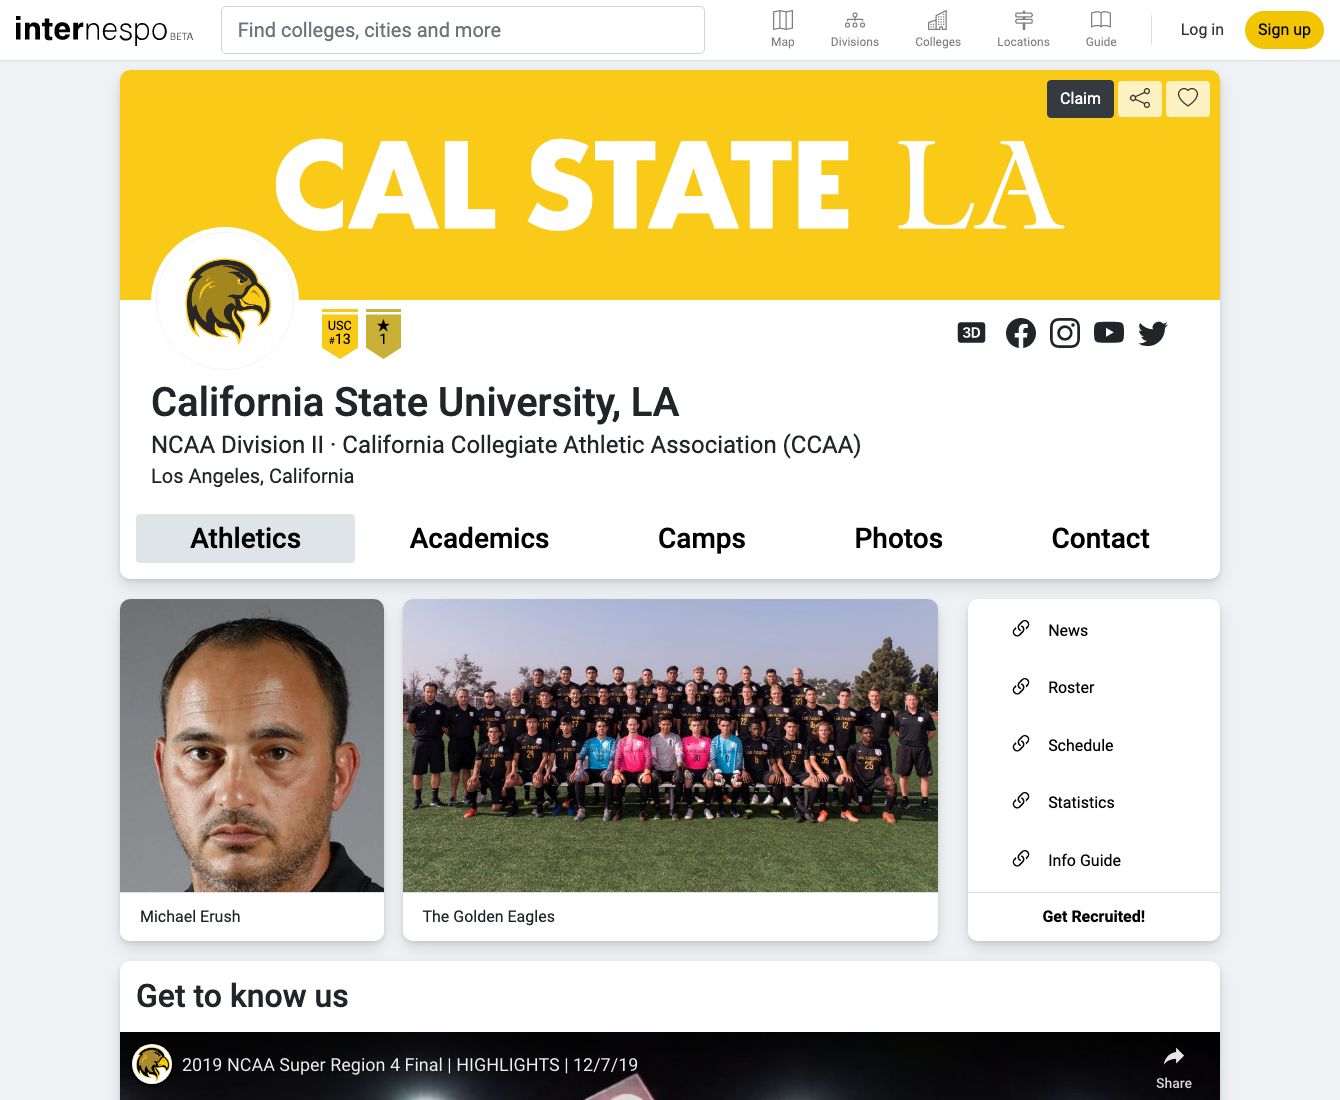 internespo BETA
Find colleges, cities and more
Map
Divisions
Colleges
Locations
Guide
Log in
Sign up
Claim
CAL STATE LA
USC
#13
★
1
3D
California State University, LA
NCAA Division II · California Collegiate Athletic Association (CCAA)
Los Angeles, California
Athletics
Academics
Camps
Photos
Contact
Michael Erush
The Golden Eagles
News
Roster
Schedule
Statistics
Info Guide
Get Recruited!
Get to know us
2019 NCAA Super Region 4 Final | HIGHLIGHTS | 12/7/19
Share